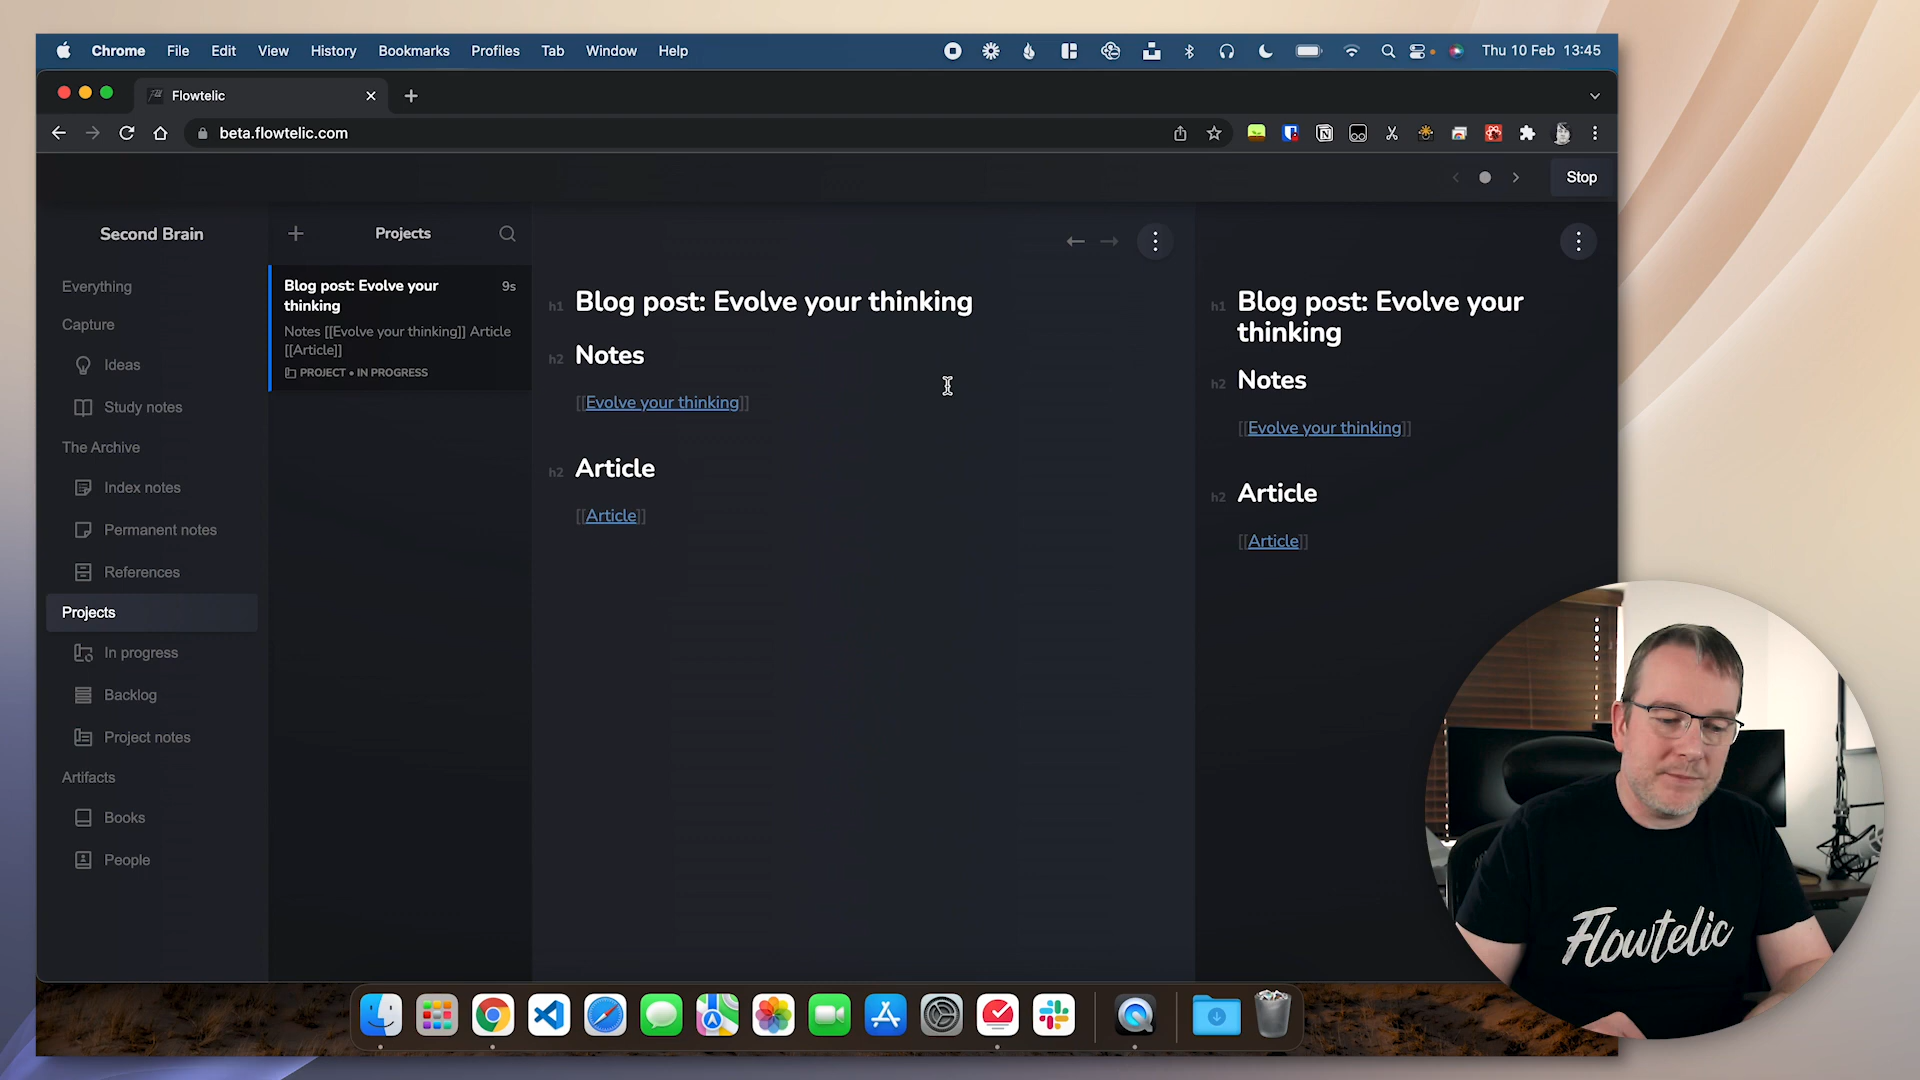 Chrome File Edit View History Bookmarks Profiles Tab Window Help Thu 10 Feb 13:45
Flowtelic
beta.flowtelic.com
Stop
Second Brain
Everything
Capture
Ideas
Study notes
The Archive
Index notes
Permanent notes
References
Projects
In progress
Backlog
Project notes
Artifacts
Books
People
Projects
Blog post: Evolve your 9s
thinking
Notes [[Evolve your thinking]] Article
[[Article]]
PROJECT • IN PROGRESS
h1 Blog post: Evolve your thinking
h2 Notes
[[Evolve your thinking]]
h2 Article
[[Article]]
h1 Blog post: Evolve your
thinking
h2 Notes
[[Evolve your thinking]]
h2 Article
[[Article]]
Flowtelic